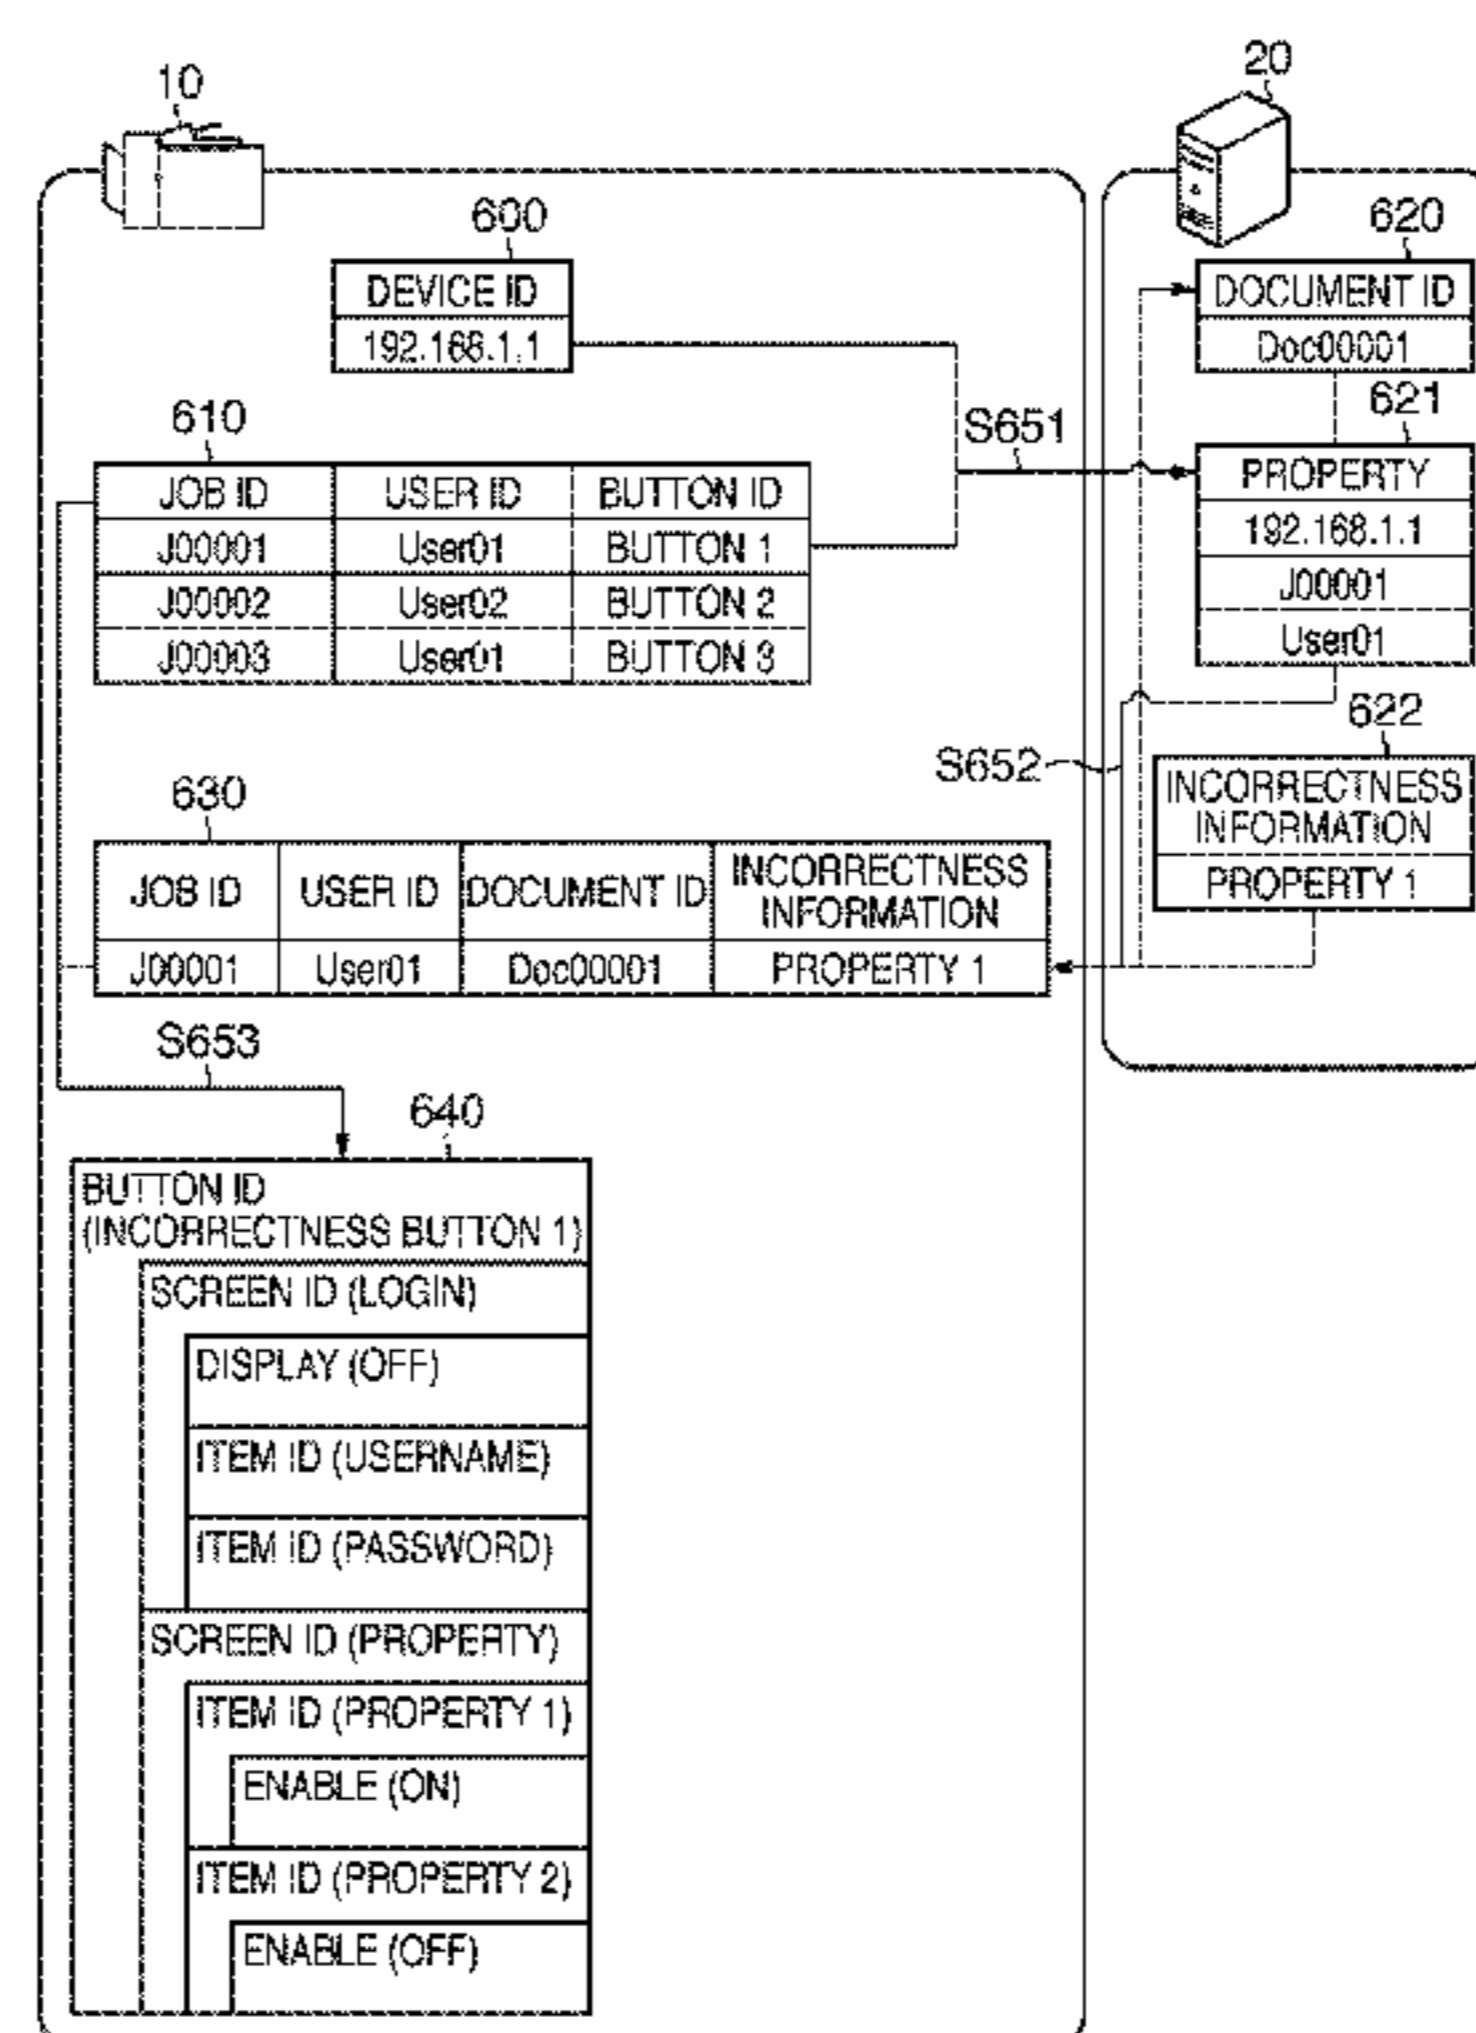 10
20
600
DEVICE ID
192.168.1.1
620
DOCUMENT ID
Doc00001
610
JOB ID USER ID BUTTON ID
J00001 User01 BUTTON 1
J00002 User02 BUTTON 2
J00003 User01 BUTTON 3
S651
621
PROPERTY
192.168.1.1
J00001
User01
S652
622
INCORRECTNESS
INFORMATION
PROPERTY 1
630
JOB ID USER ID DOCUMENT ID INCORRECTNESS
INFORMATION
J00001 User01 Doc00001 PROPERTY 1
S653
640
BUTTON ID
(INCORRECTNESS BUTTON 1)
SCREEN ID (LOGIN)
DISPLAY (OFF)
ITEM ID (USERNAME)
ITEM ID (PASSWORD)
SCREEN ID (PROPERTY)
ITEM ID (PROPERTY 1)
ENABLE (ON)
ITEM ID (PROPERTY 2)
ENABLE (OFF)